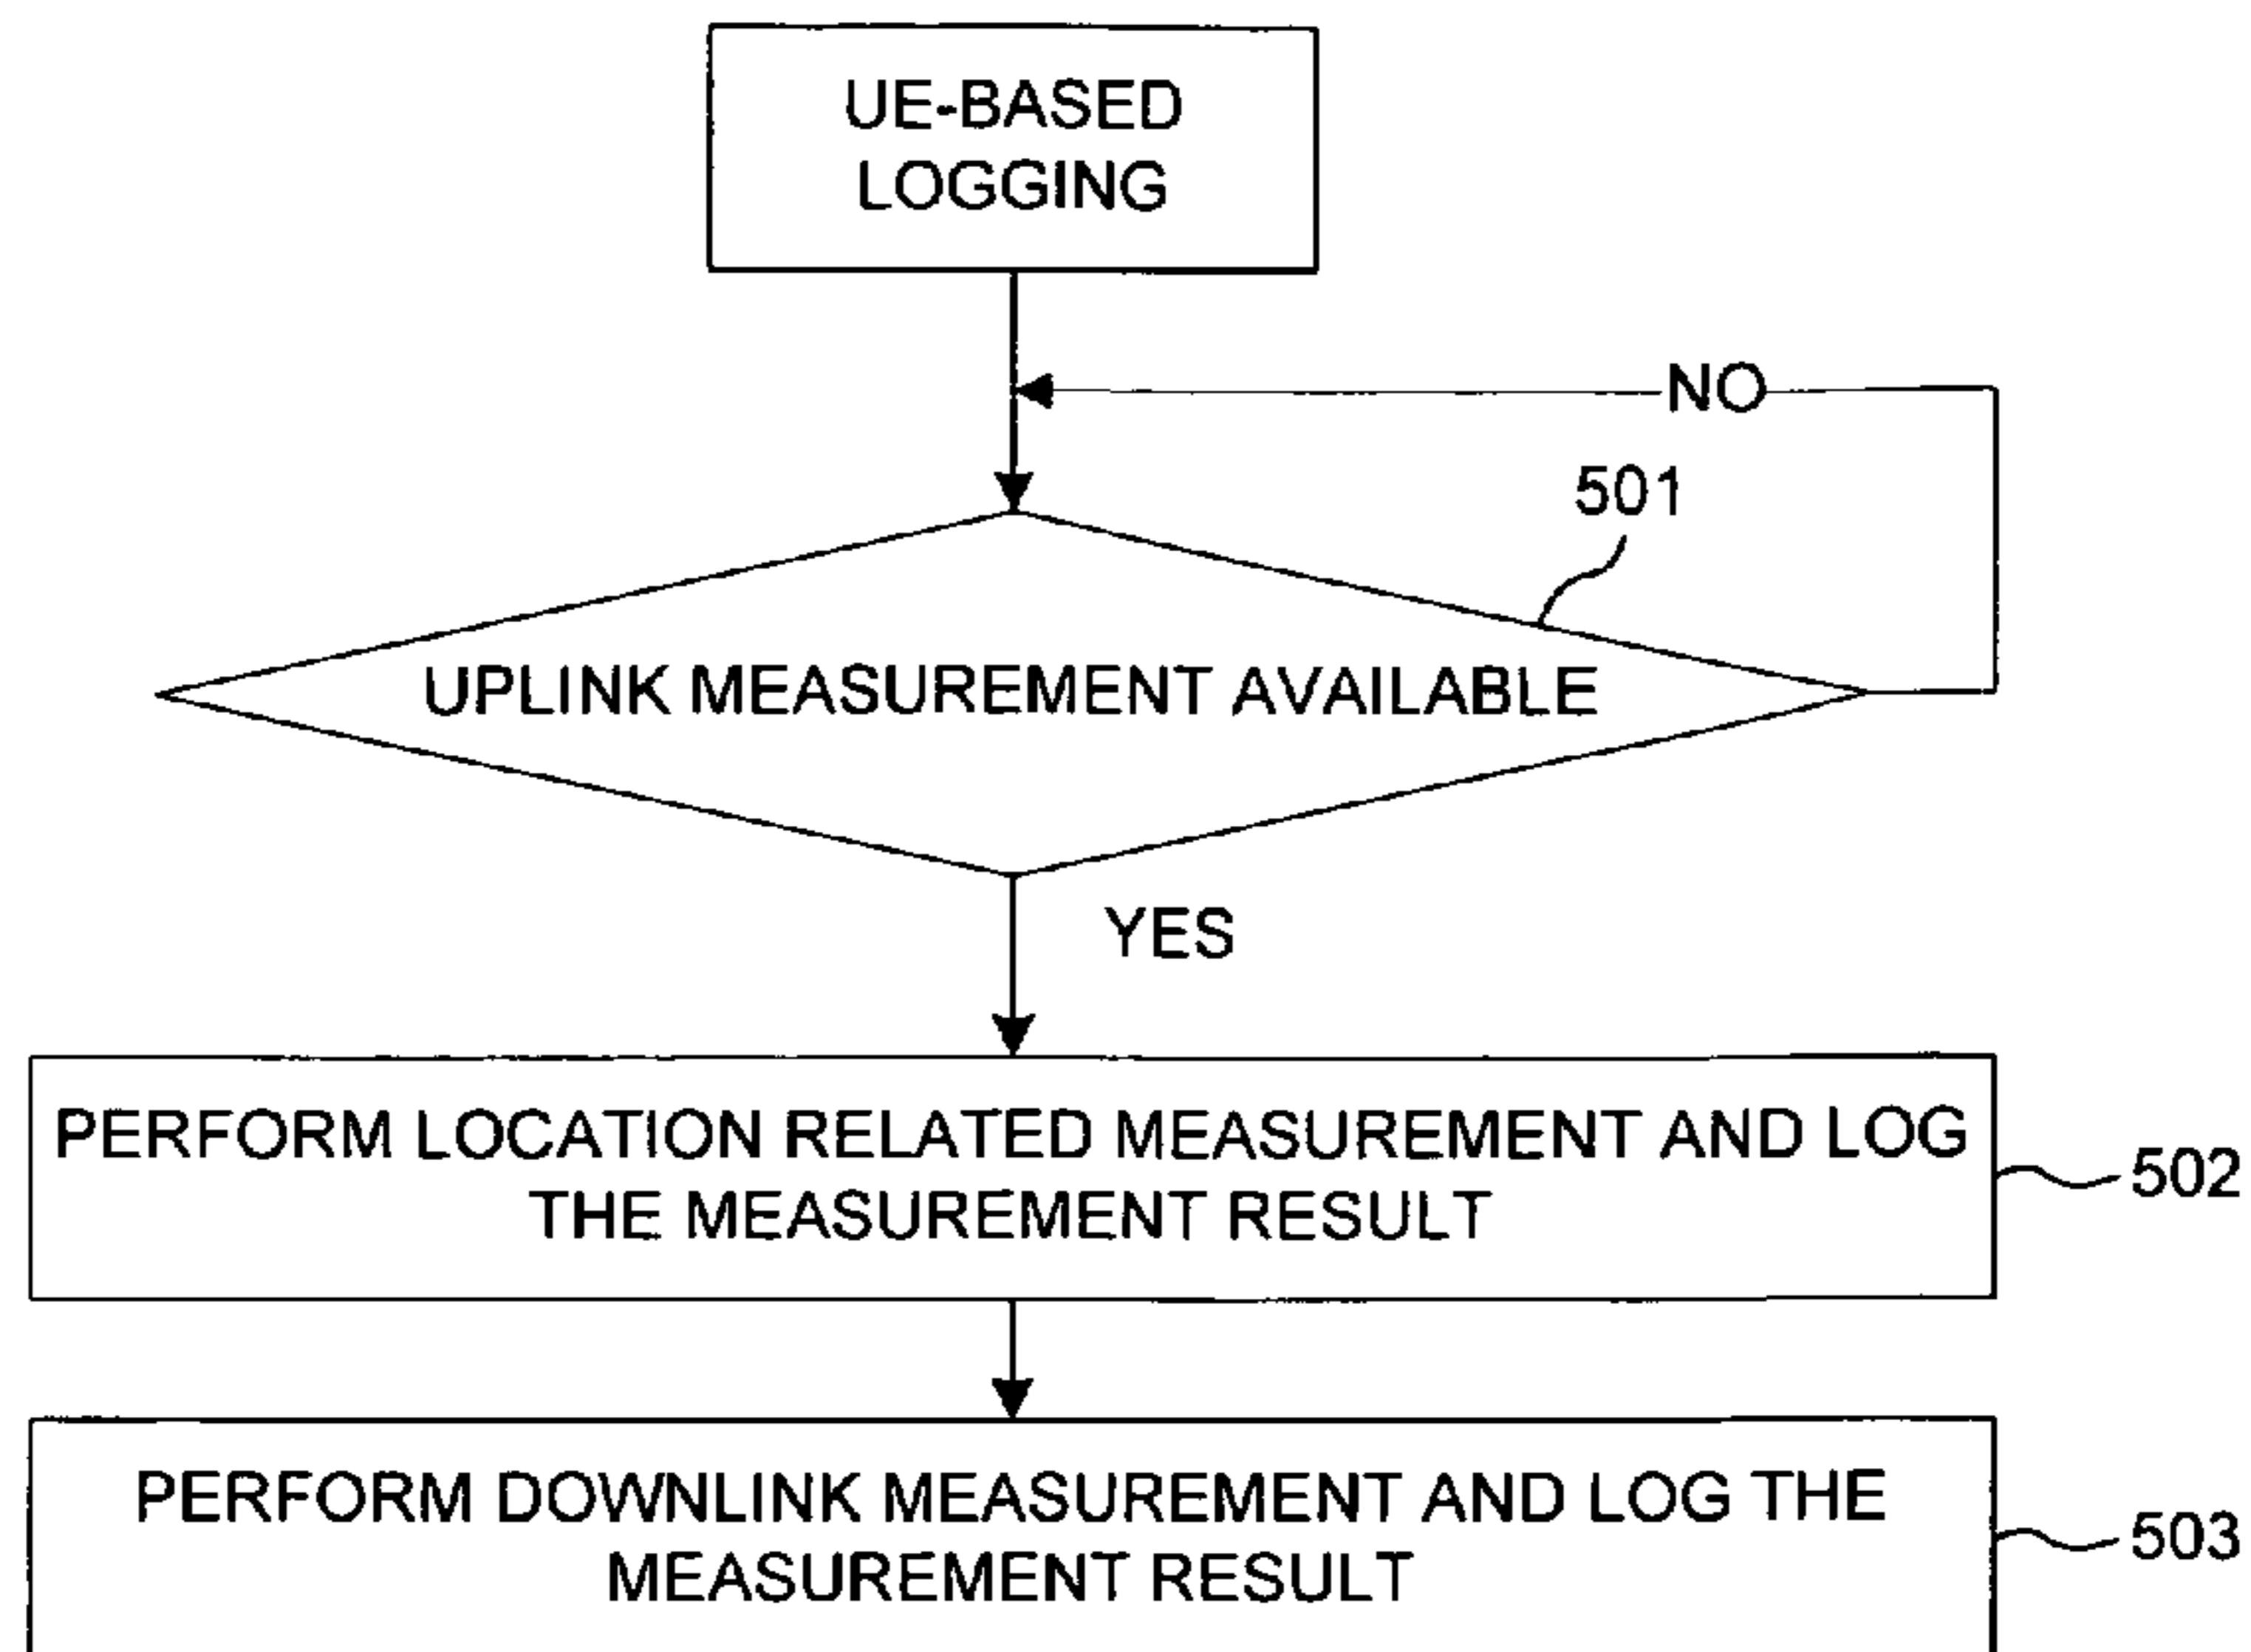 UE-BASED
LOGGING
NO
501
UPLINK MEASUREMENT AVAILABLE
YES
PERFORM LOCATION RELATED MEASUREMENT AND LOG
THE MEASUREMENT RESULT
502
PERFORM DOWNLINK MEASUREMENT AND LOG THE
MEASUREMENT RESULT
503